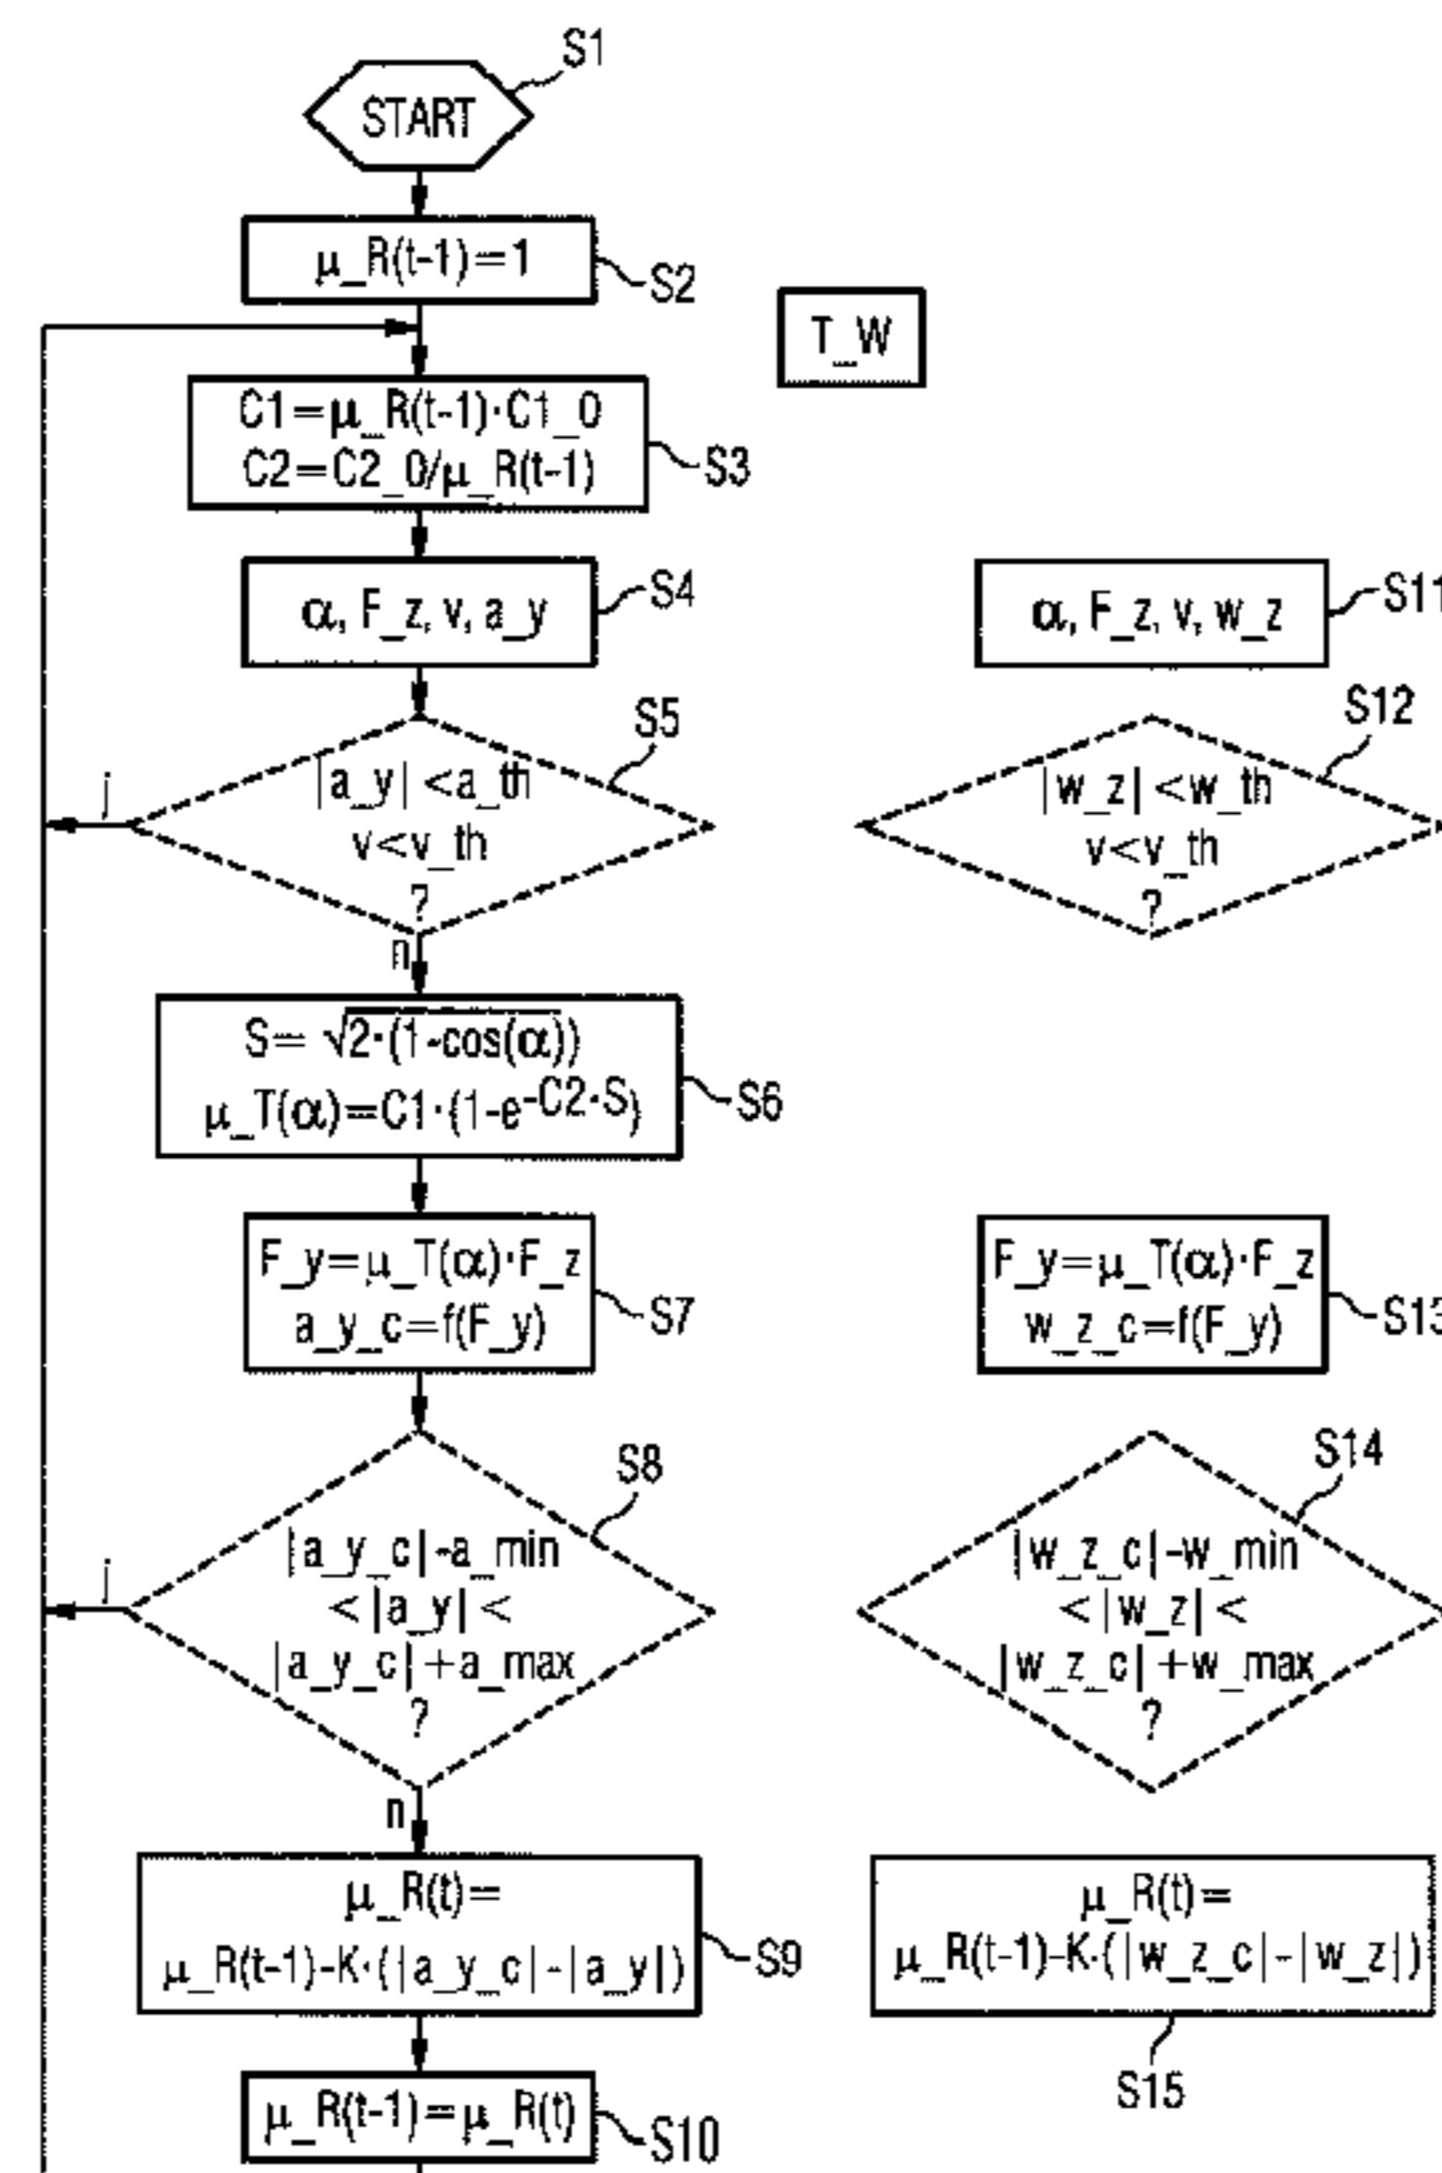 S1
START
μ_R(t-1)=1
S2
T_W
C1=μ_R(t-1)·C1_0
C2=C2_0/μ_R(t-1)
S3
α, F_z, v, a_y
S4
α, F_z, v, w_z
S11
|a_y|<a_th
v<v_th
?
S5
j
n
|w_z|<w_th
v<v_th
?
S12
S=√2·(1-cos(α))
μ_T(α)=C1·(1-e-C2·S)
S6
F_y=μ_T(α)·F_z
a_y_c=f(F_y)
S7
F_y=μ_T(α)·F_z
w_z_c=f(F_y)
S13
|a_y_c|-a_min
<|a_y|<
|a_y_c|+a_max
?
S8
j
n
|w_z_c|-w_min
<|w_z|<
|w_z_c|+w_max
?
S14
μ_R(t)=
μ_R(t-1)-K·(|a_y_c|-|a_y|)
S9
μ_R(t)=
μ_R(t-1)-K·(|w_z_c|-|w_z|)
S15
μ_R(t-1)=μ_R(t)
S10